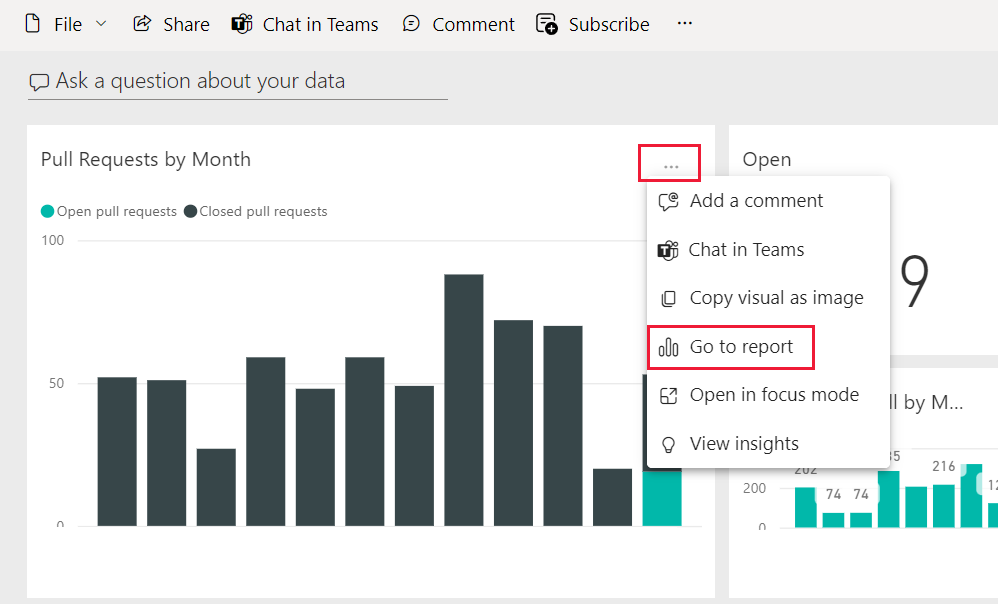 File Share Chat in Teams Comment Subscribe ...
Ask a question about your data
Pull Requests by Month
...
Open pull requests Closed pull requests
100
50
0
Add a comment
Chat in Teams
Copy visual as image
Go to report
Open in focus mode
View insights
Open
9
ll by M...
202
74
74
35
216
12
200
0